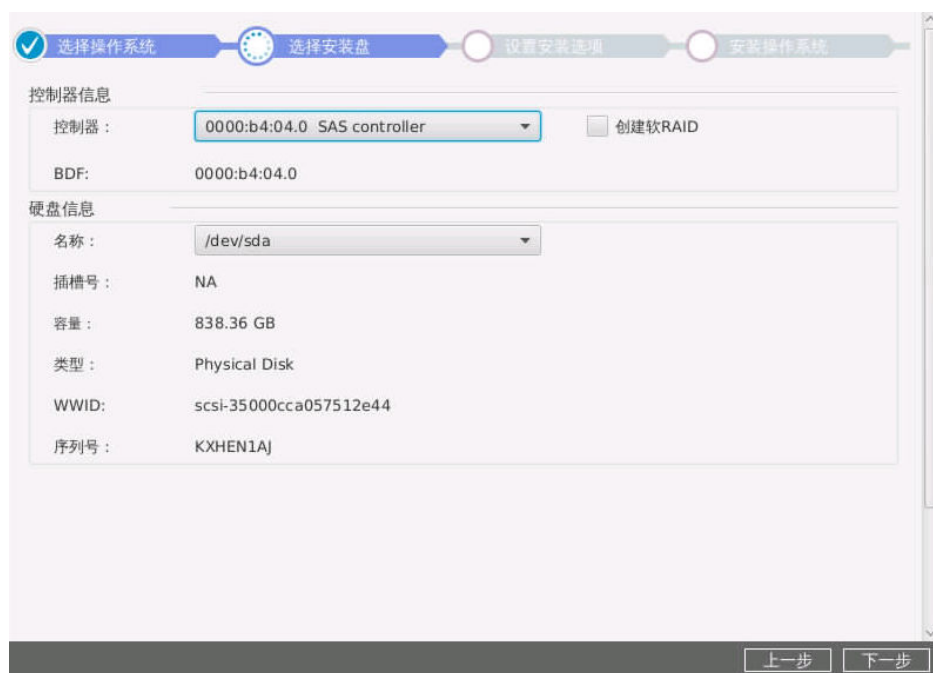 选择操作系统 选择安装盘 设置安装选项 安装操作系统
控制器信息
控制器： 0000:b4:04.0 SAS controller 创建软RAID
BDF: 0000:b4:04.0
硬盘信息
名称： /dev/sda
插槽号： NA
容量： 838.36 GB
类型： Physical Disk
WWID: scsi-35000cca057512e44
序列号： KXHEN1AJ
上一步 下一步